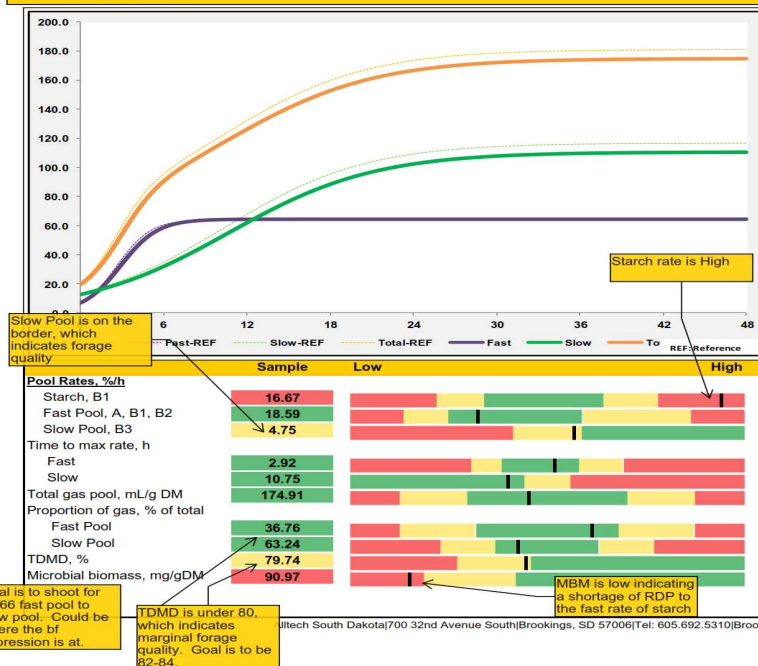 200.0
180.0
160.0
140.0
120.0
100.0
80.0
60.0
40.0
20.0
0.0
6 12 18 24 30 36 42 48
Starch rate is High
Slow Pool is on the
border, which
indicates forage
quality
Fast-REF Slow-REF Total-REF Fast Slow To REF: Reference
Sample Low High
Pool Rates, %/h
Starch, B1 16.67
Fast Pool, A, B1, B2 18.59
Slow Pool, B3 4.75
Time to max rate, h
Fast 2.92
Slow 10.75
Total gas pool, mL/g DM 174.91
Proportion of gas, % of total
Fast Pool 36.76
Slow Pool 63.24
TDMD, % 79.74
Microbial biomass, mg/gDM 90.97
is to shoot for
66 fast pool to
pool. Could be
the bf
is at.
TDMD is under 80,
which indicates
marginal forage
quality. Goal is to be
82-84.
MBM is low indicating
a shortage of RDP to
the fast rate of starch
lltech South Dakota|700 32nd Avenue South|Brookings, SD 57006|Tel: 605.692.5310|Broo